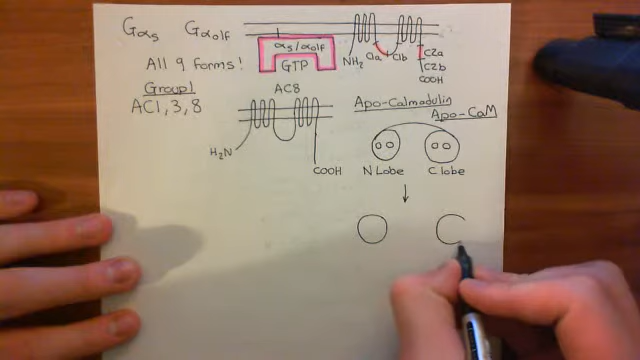 Gαs Gαolf
αs/αolf
GTP
NH₂
C1a
C1b
C2a
C2b
COOH
All 9 forms!
Group 1
AC1, 3, 8
AC8
H₂N
COOH
Apo-Calmodulin
Apo-CaM
N Lobe
C lobe